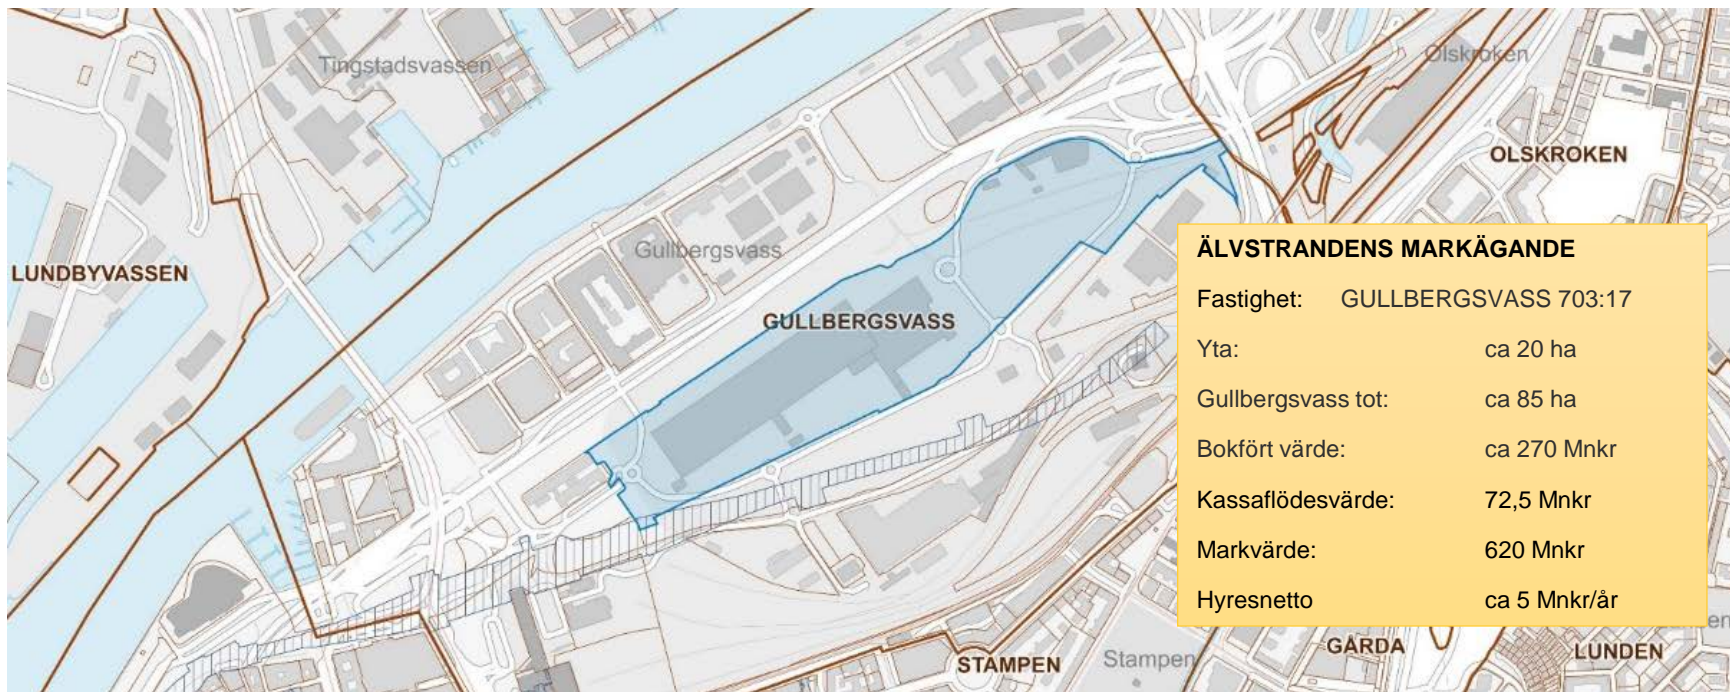 Tingstadsvassen
Olskroken
OLSKROKEN
LUNDBYVASSEN
Gullbergsvass
GULLBERGSVASS
ÄLVSTRANDENS MARKÄGANDE
Fastighet: GULLBERGSVASS 703:17
Yta: ca 20 ha
Gullbergsvass tot: ca 85 ha
Bokfört värde: ca 270 Mnkr
Kassaflödesvärde: 72,5 Mnkr
Markvärde: 620 Mnkr
Hyresnetto ca 5 Mnkr/år
STAMPEN
Stampen
GÅRDA
LUNDEN